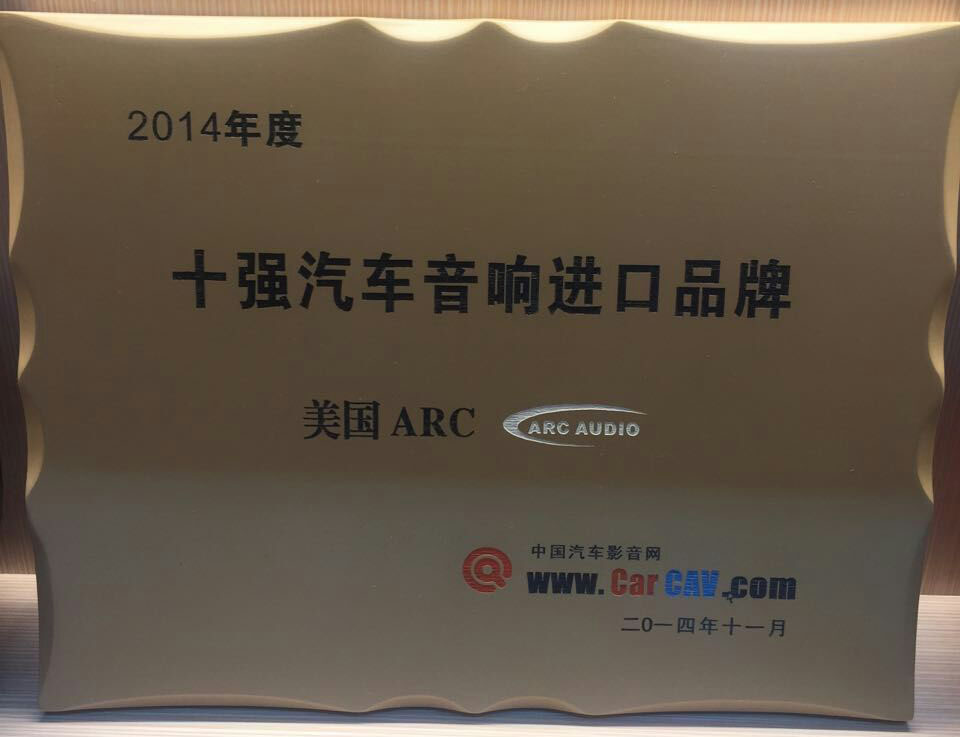 2014年度
十强汽车音响进口品牌
美国 ARC ARC AUDIO
中国汽车影音网
www.CarCAV.com
二0一四年十一月